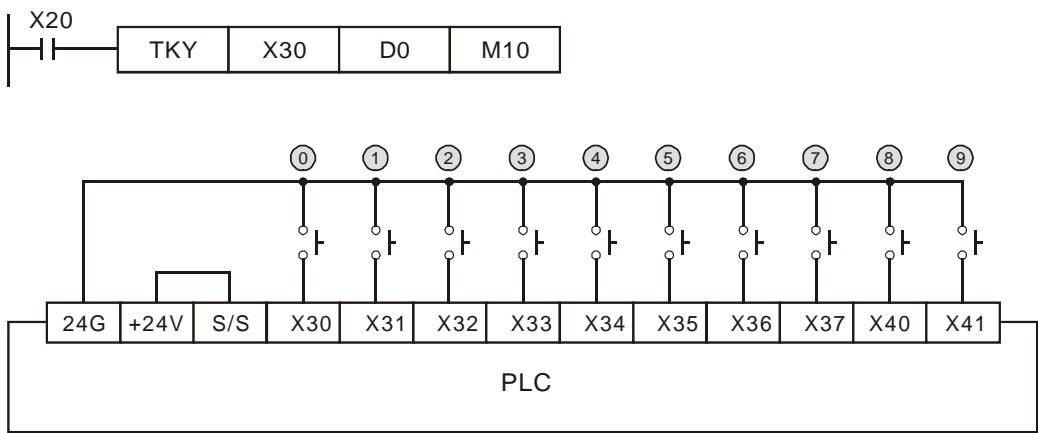 X20
TKY X30 D0 M10
0 1 2 3 4 5 6 7 8 9
24G +24V S/S X30 X31 X32 X33 X34 X35 X36 X37 X40 X41
PLC